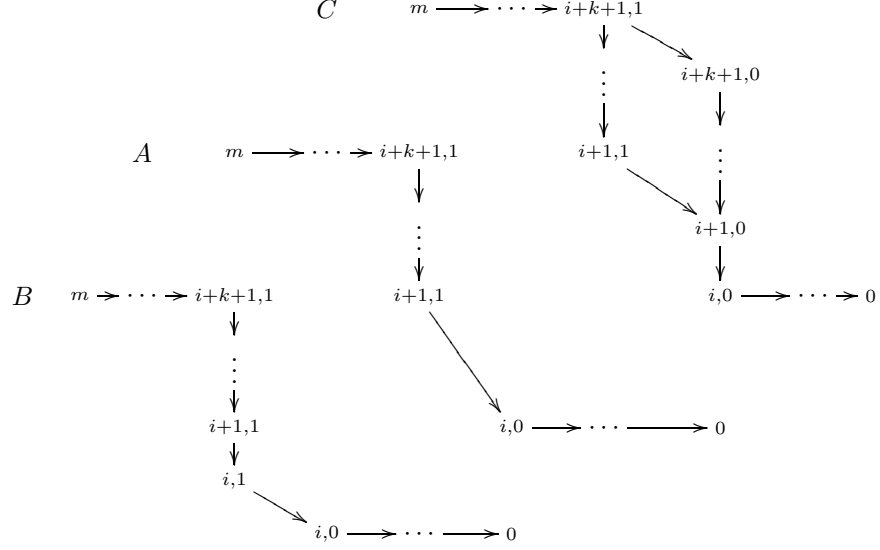 C m ⋯ i+k+1,1
⋮ i+k+1,0
A m ⋯ i+k+1,1 i+1,1 ⋮
⋮ i+1,0
B m ⋯ i+k+1,1 i+1,1 i,0 ⋯ 0
⋮
i+1,1 i,0 ⋯ 0
i,1
i,0 ⋯ 0